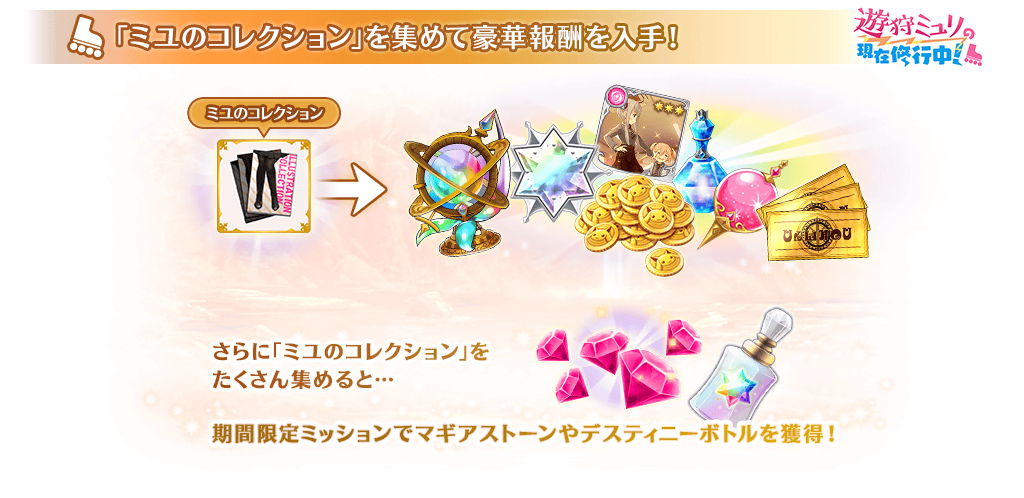 「ミユのコレクション」を集めて豪華報酬を入手！
遊狩ミユリの
現在修行中！
ミユのコレクション
ILLUSTRATION
COLLECTION
さらに「ミユのコレクション」を
たくさん集めると…
期間限定ミッションでマギアストーンやデスティニーボトルを獲得！